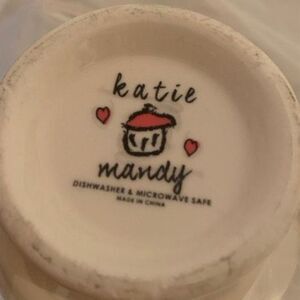 katie
mandy
DISHWASHER & MICROWAVE SAFE
MADE IN CHINA